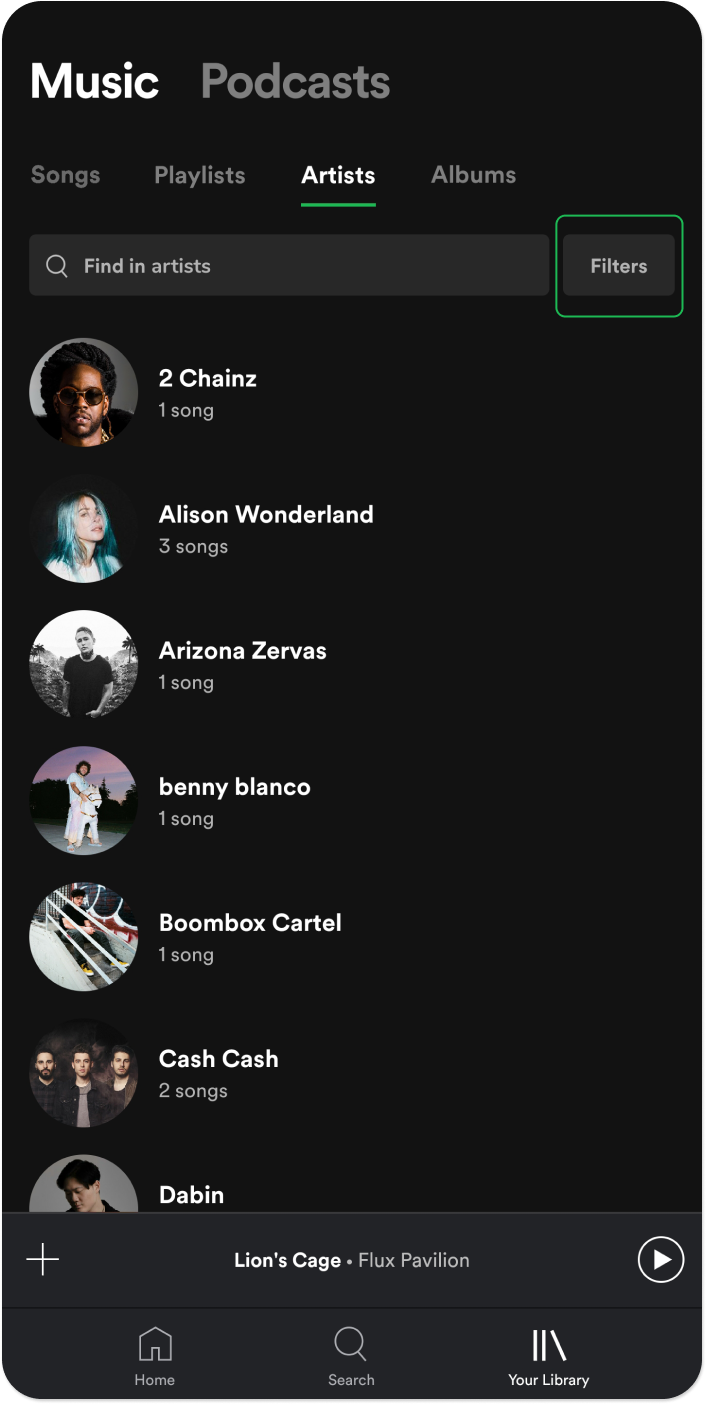 Music Podcasts
Songs Playlists Artists Albums
Find in artists Filters
2 Chainz
1 song
Alison Wonderland
3 songs
Arizona Zervas
1 song
benny blanco
1 song
Boombox Cartel
1 song
Cash Cash
2 songs
Dabin
Lion's Cage • Flux Pavilion
Home Search Your Library